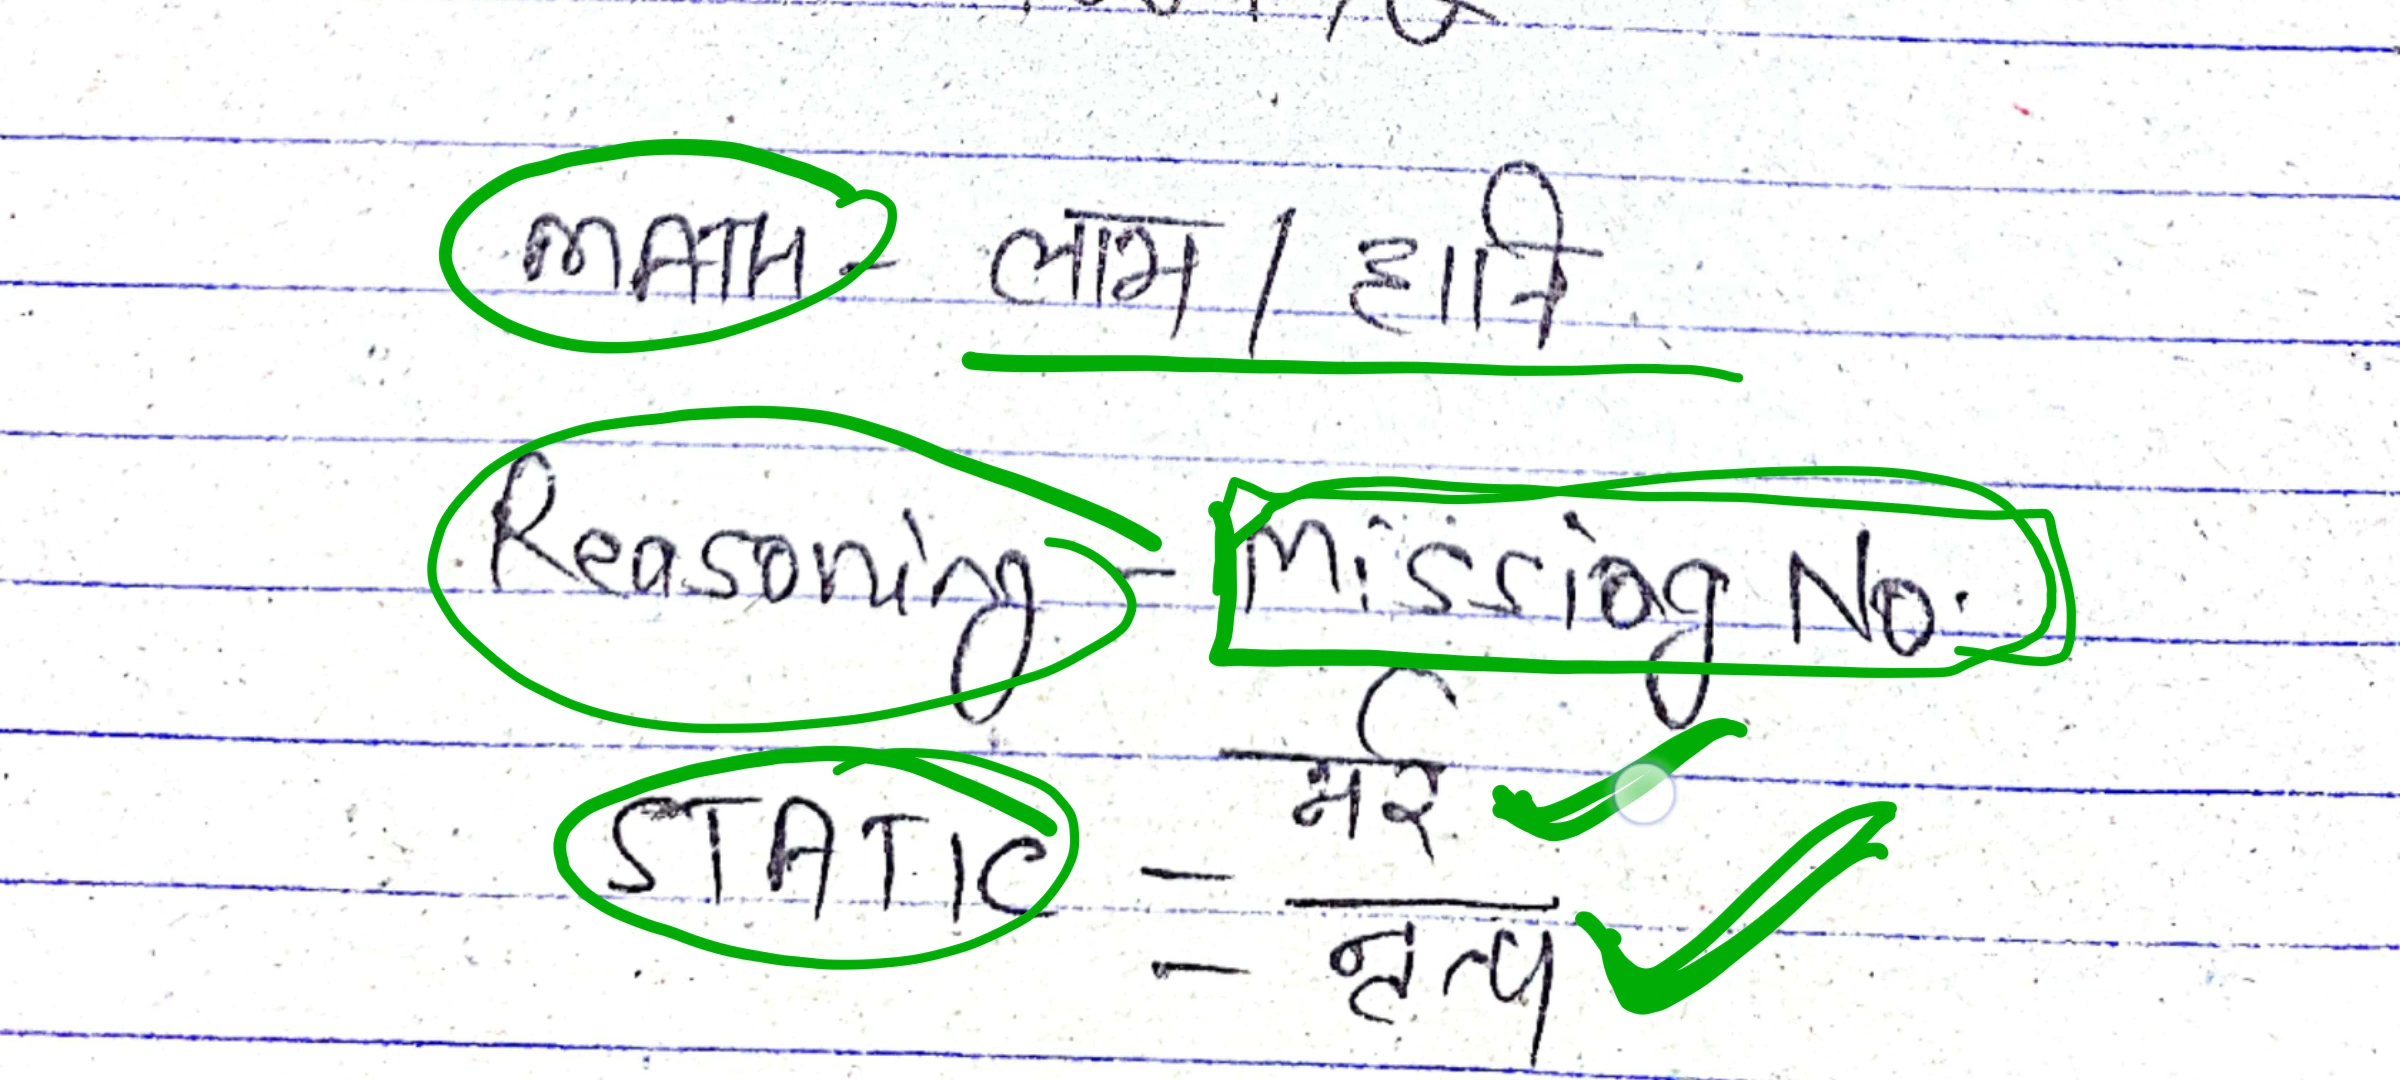 MATH - लाभ / हानि
Reasoning - Missing No.
STATIC -
- नृत्य